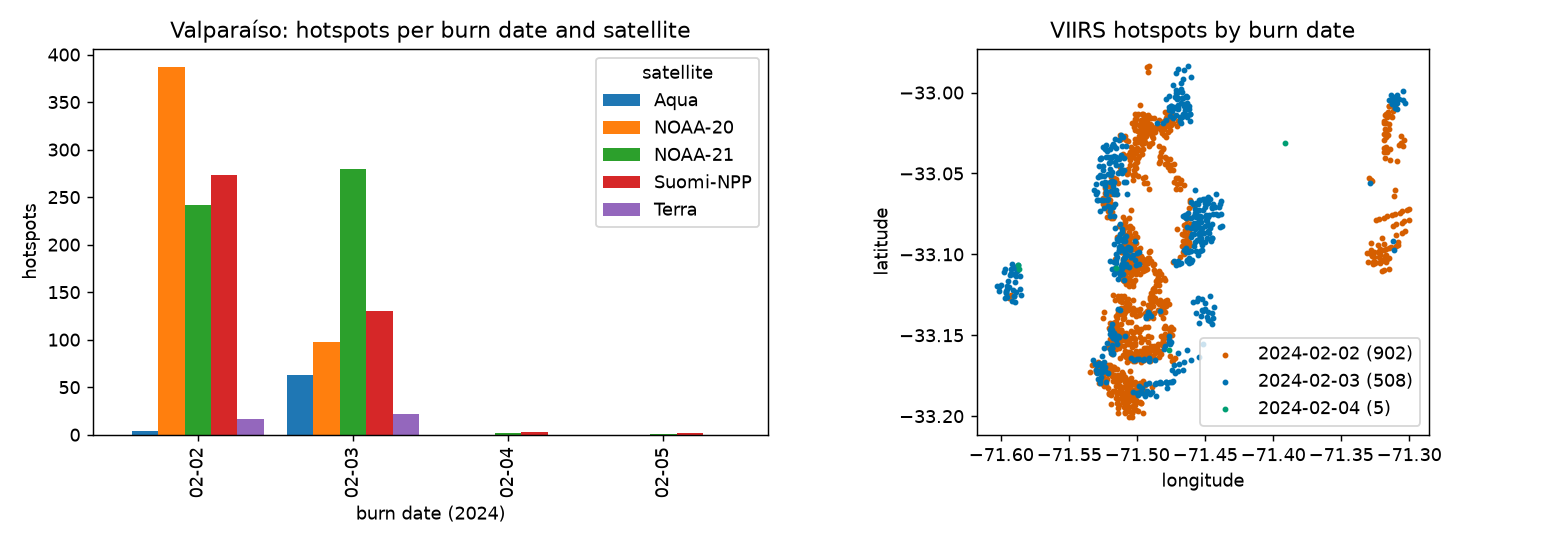 Valparaíso: hotspots per burn date and satellite
400
350
300
250
200
150
100
50
0
hotspots
satellite
Aqua
NOAA-20
NOAA-21
Suomi-NPP
Terra
02-02
02-03
02-04
02-05
burn date (2024)
VIIRS hotspots by burn date
−33.00
−33.05
−33.10
−33.15
−33.20
latitude
2024-02-02 (902)
2024-02-03 (508)
2024-02-04 (5)
−71.60 −71.55 −71.50 −71.45 −71.40 −71.35 −71.30
longitude